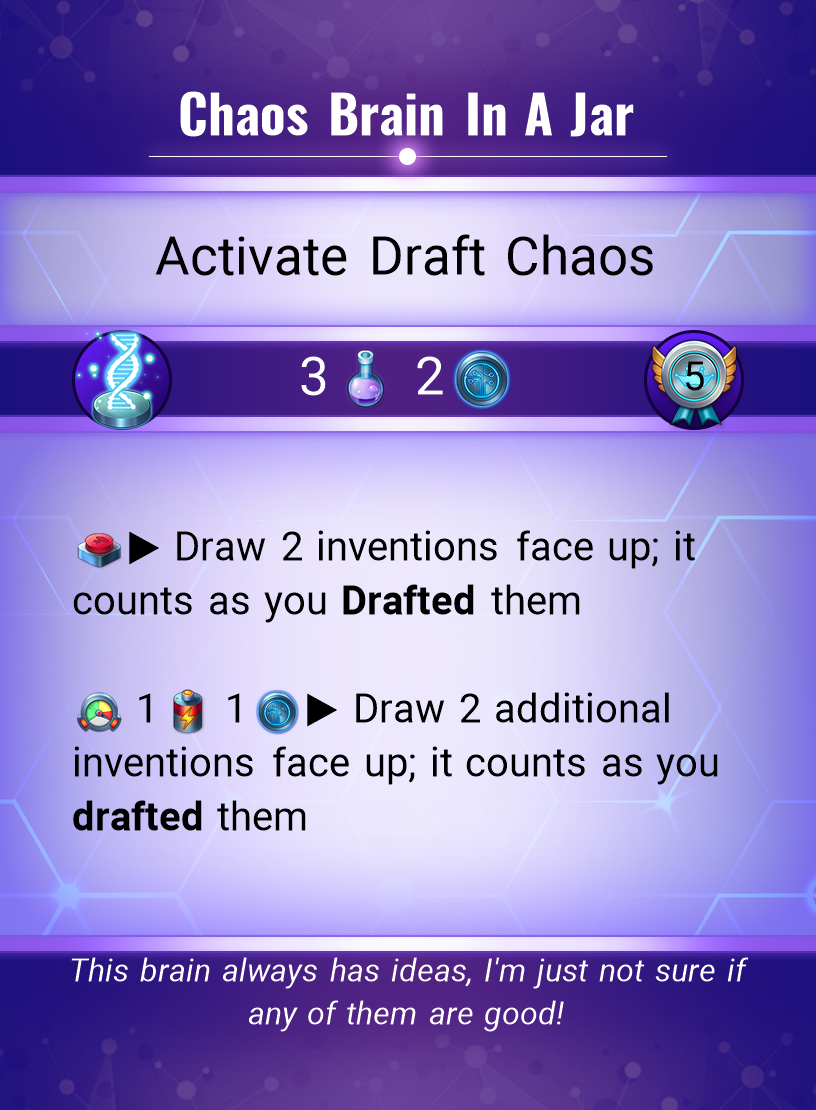 Chaos Brain In A Jar
Activate Draft Chaos
3 2 5
▶ Draw 2 inventions face up; it
counts as you Drafted them
1 1 ▶ Draw 2 additional
inventions face up; it counts as you
drafted them
This brain always has ideas, I'm just not sure if
any of them are good!